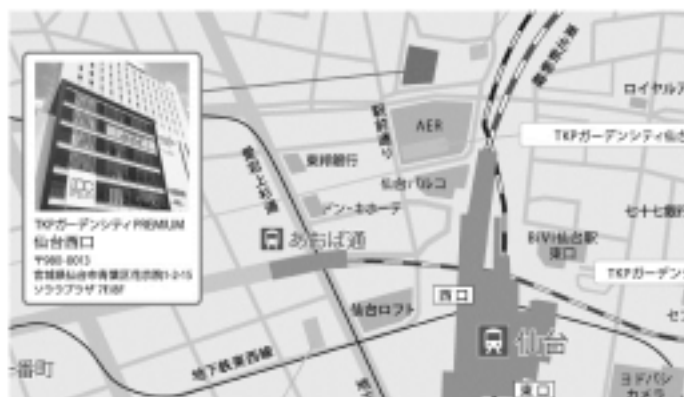 TKPガーデンシティPREMIUM
仙台西口
〒980-0013
宮城県仙台市青葉区花京院1-2-15
ソララプラザ 7F/8F
ロイヤル
AER
TKPガーデンシティ仙台
駅前通り
東邦銀行
仙台パルコ
ドン・キホーテ
七十七銀行
あおば通
BiVi仙台駅
東口
TKPガーデン
西口
仙台ロフト
仙台
地下鉄東西線
一番町
東口
ヨドバシ
カメラ